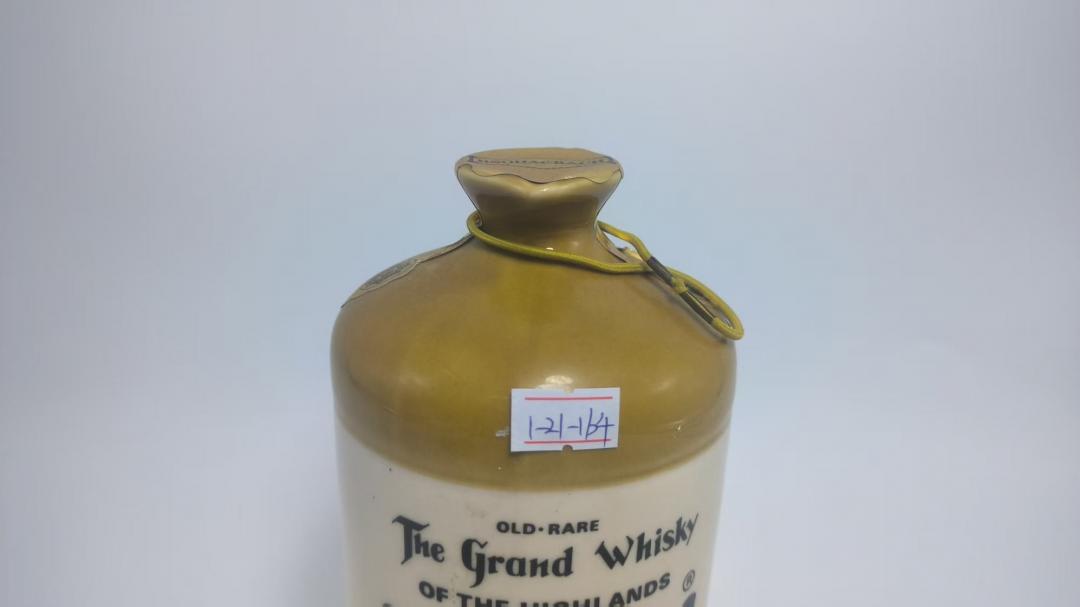 1-21-164
OLD·RARE
The Grand Whisky
OF THE HIGHLANDS ®